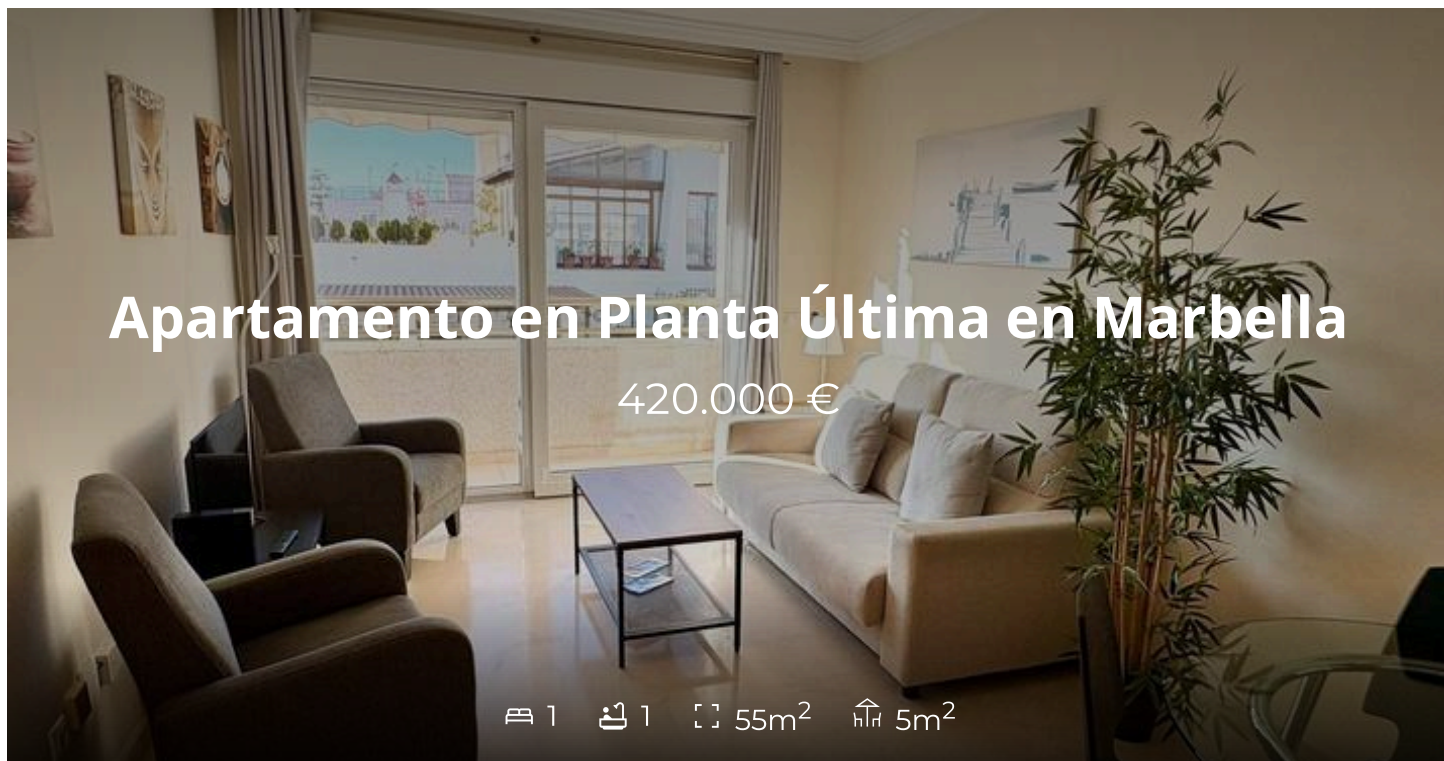 Apartamento en Planta Última en Marbella
420.000 €
1 1 55m² 5m²